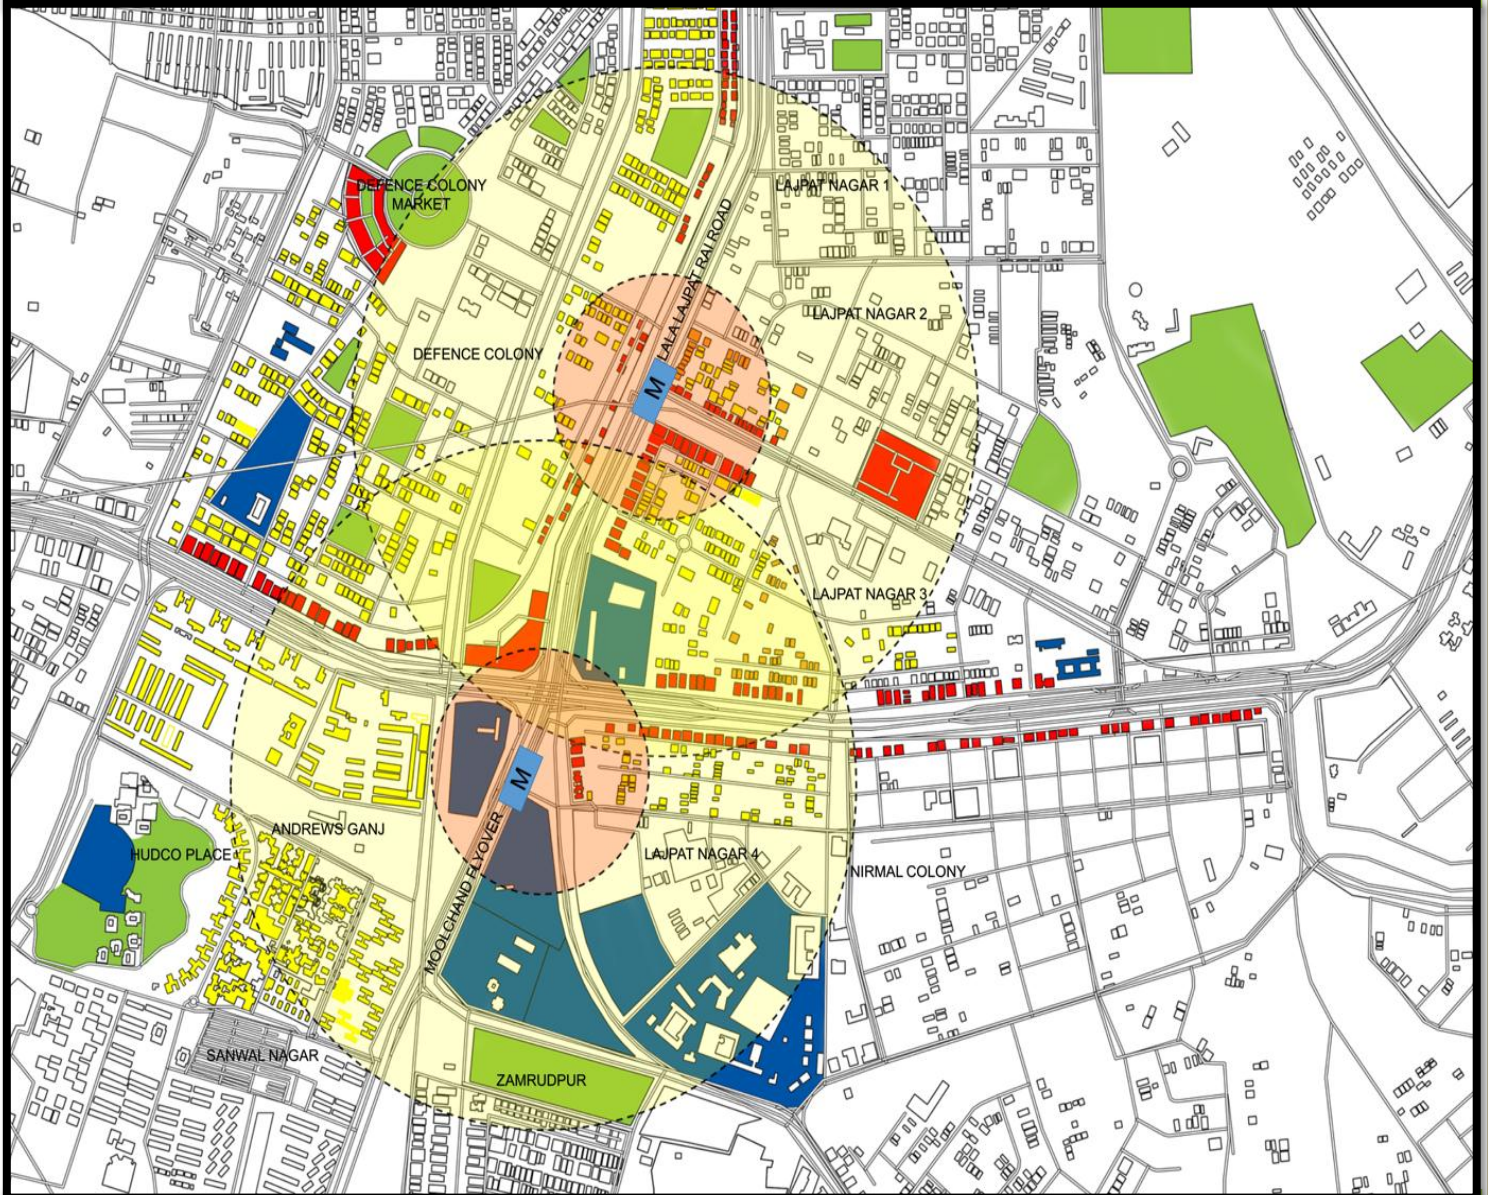 DEFENCE COLONY
MARKET
LAJPAT NAGAR 1
LALA LAJPAT RAI ROAD
LAJPAT NAGAR 2
DEFENCE COLONY
M
LAJPAT NAGAR 3
M
ANDREWS GANJ
HUDCO PLACE
LAJPAT NAGAR 4
NIRMAL COLONY
MOOLCHAND FLYOVER
SANWAL NAGAR
ZAMRUDPUR